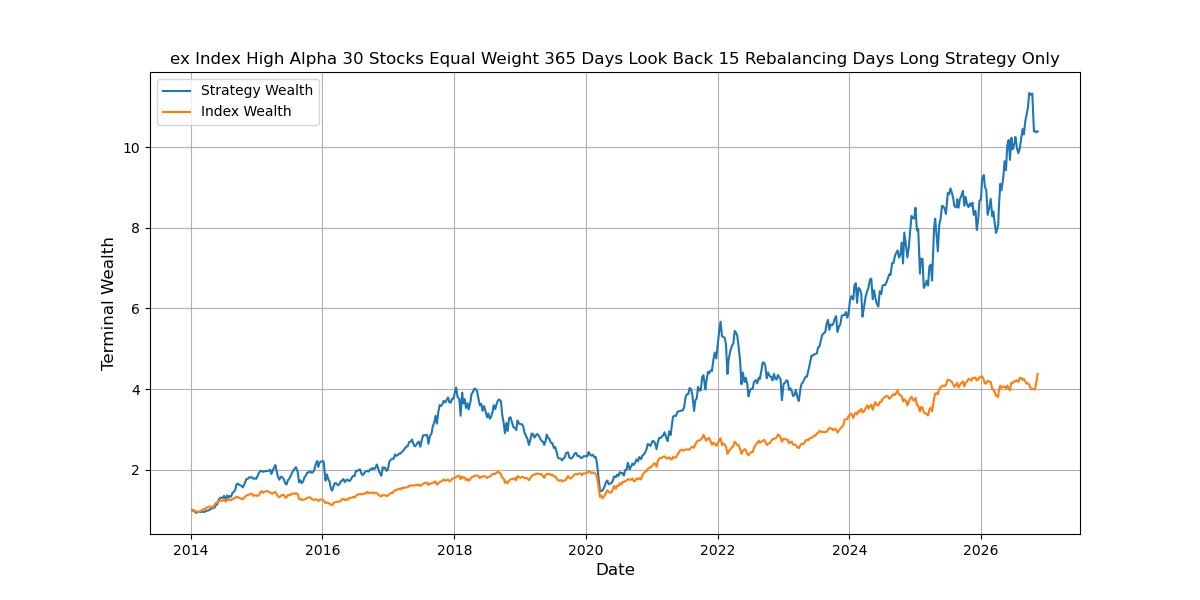 ex Index High Alpha 30 Stocks Equal Weight 365 Days Look Back 15 Rebalancing Days Long Strategy Only
Strategy Wealth
Index Wealth
Terminal Wealth
10
8
6
4
2
2014 2016 2018 2020 2022 2024 2026
Date